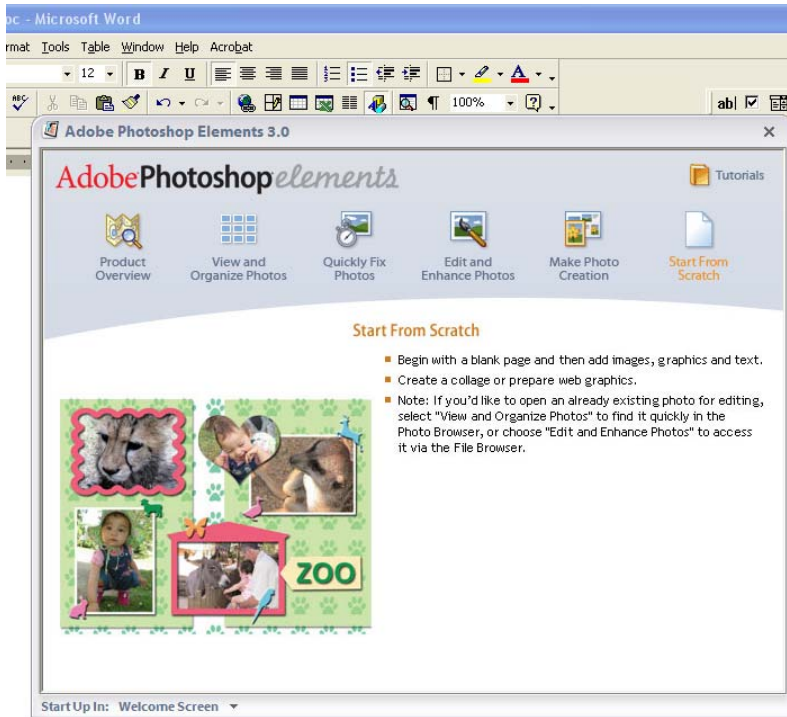 oc - Microsoft Word
rmat Tools Table Window Help Acrobat
12 B I U A
ABC 100% ¶ ? ab|
Adobe Photoshop Elements 3.0
Adobe Photoshop elements
Tutorials
Product Overview
View and Organize Photos
Quickly Fix Photos
Edit and Enhance Photos
Make Photo Creation
Start From Scratch
Start From Scratch
Begin with a blank page and then add images, graphics and text.
Create a collage or prepare web graphics.
Note: If you'd like to open an already existing photo for editing,
select "View and Organize Photos" to find it quickly in the
Photo Browser, or choose "Edit and Enhance Photos" to access
it via the File Browser.
ZOO
Start Up In: Welcome Screen